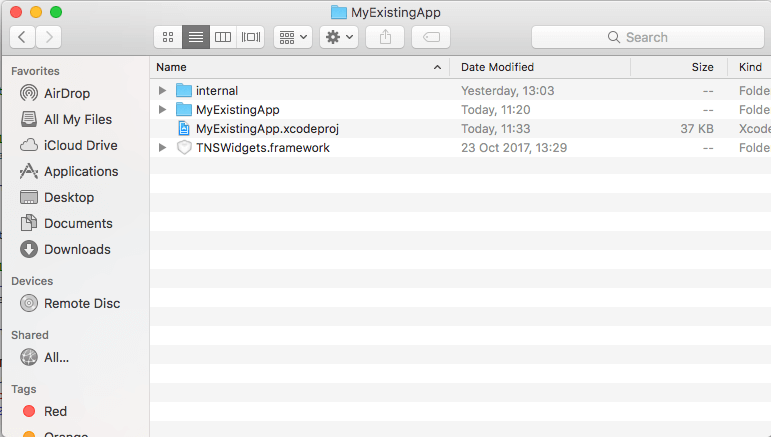 MyExistingApp
Search
Favorites
AirDrop
All My Files
iCloud Drive
Applications
Desktop
Documents
Downloads
Devices
Remote Disc
Shared
All...
Tags
Red
Orange
Name Date Modified Size Kind
internal Yesterday, 13:03 -- Folde
MyExistingApp Today, 11:20 -- Folde
MyExistingApp.xcodeproj Today, 11:33 37 KB Xcod
TNSWidgets.framework 23 Oct 2017, 13:29 -- Folde